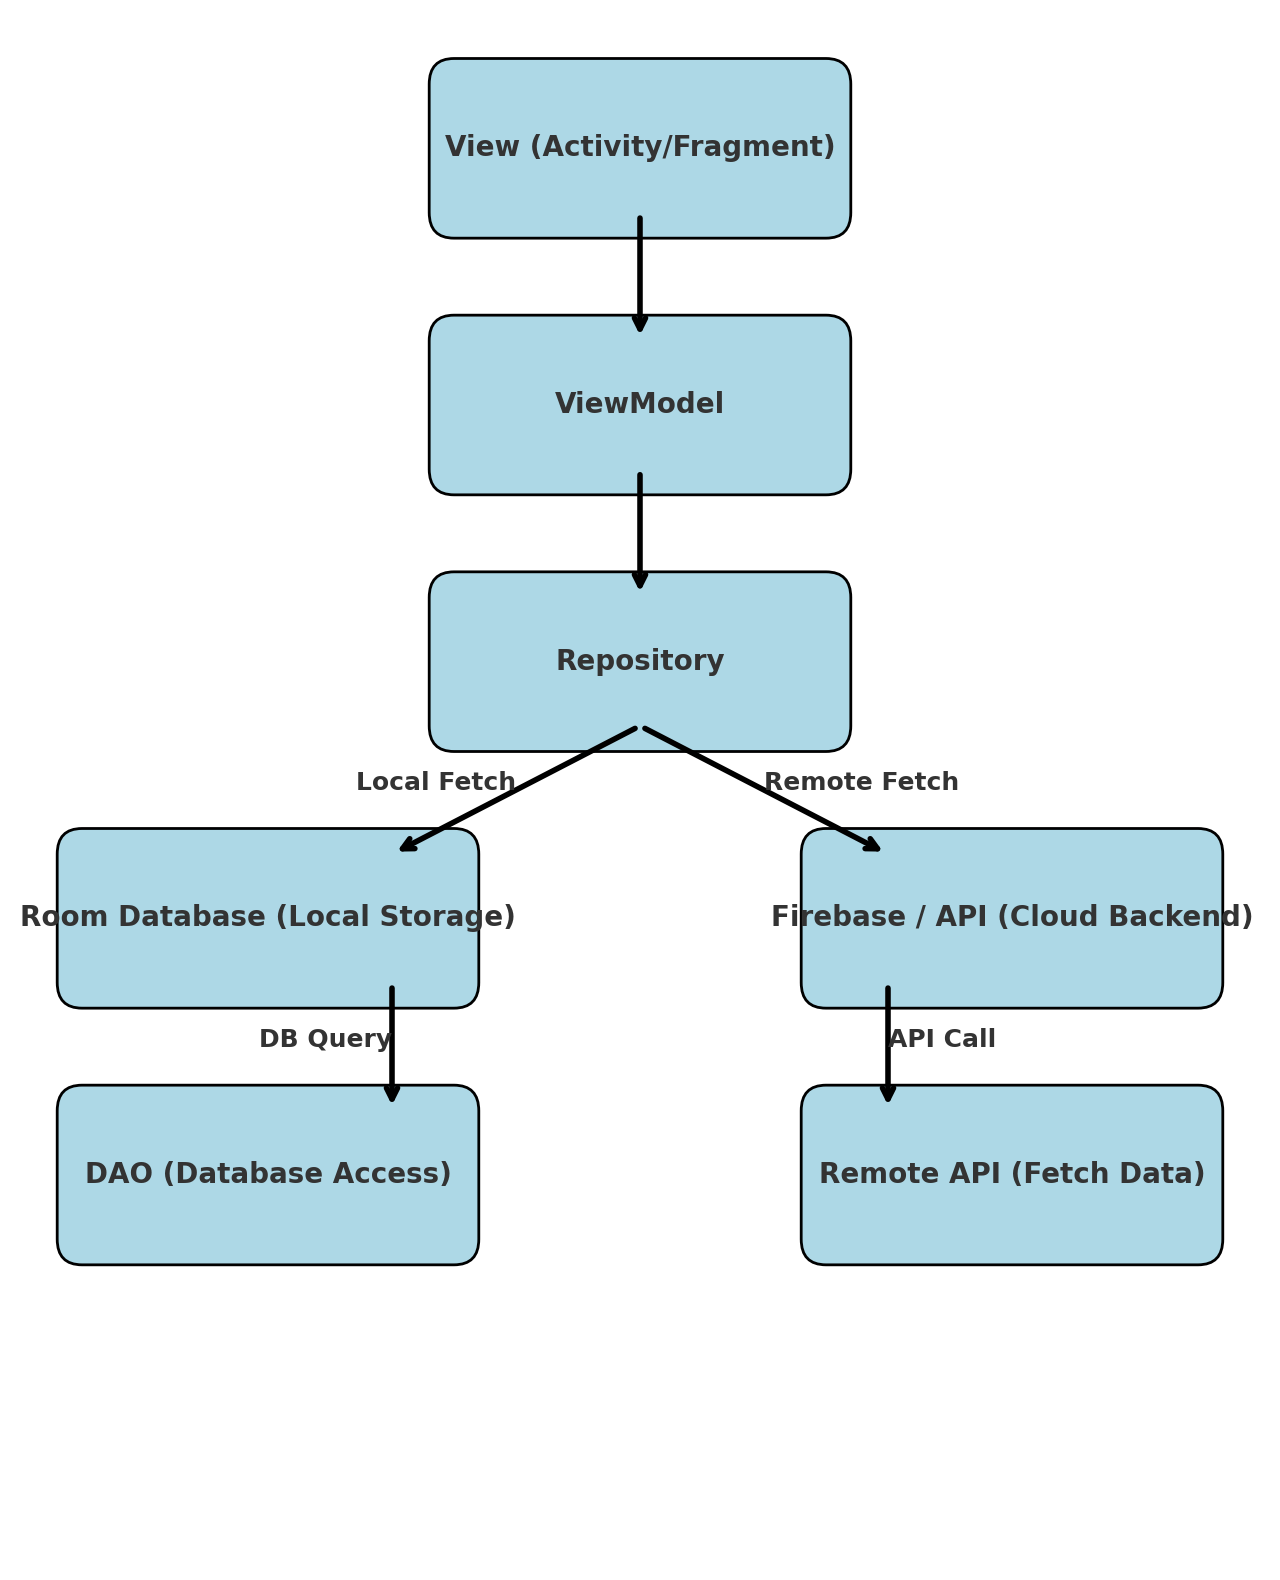 View (Activity/Fragment)
ViewModel
Repository
Local Fetch
Remote Fetch
Room Database (Local Storage)
Firebase / API (Cloud Backend)
DB Query
API Call
DAO (Database Access)
Remote API (Fetch Data)